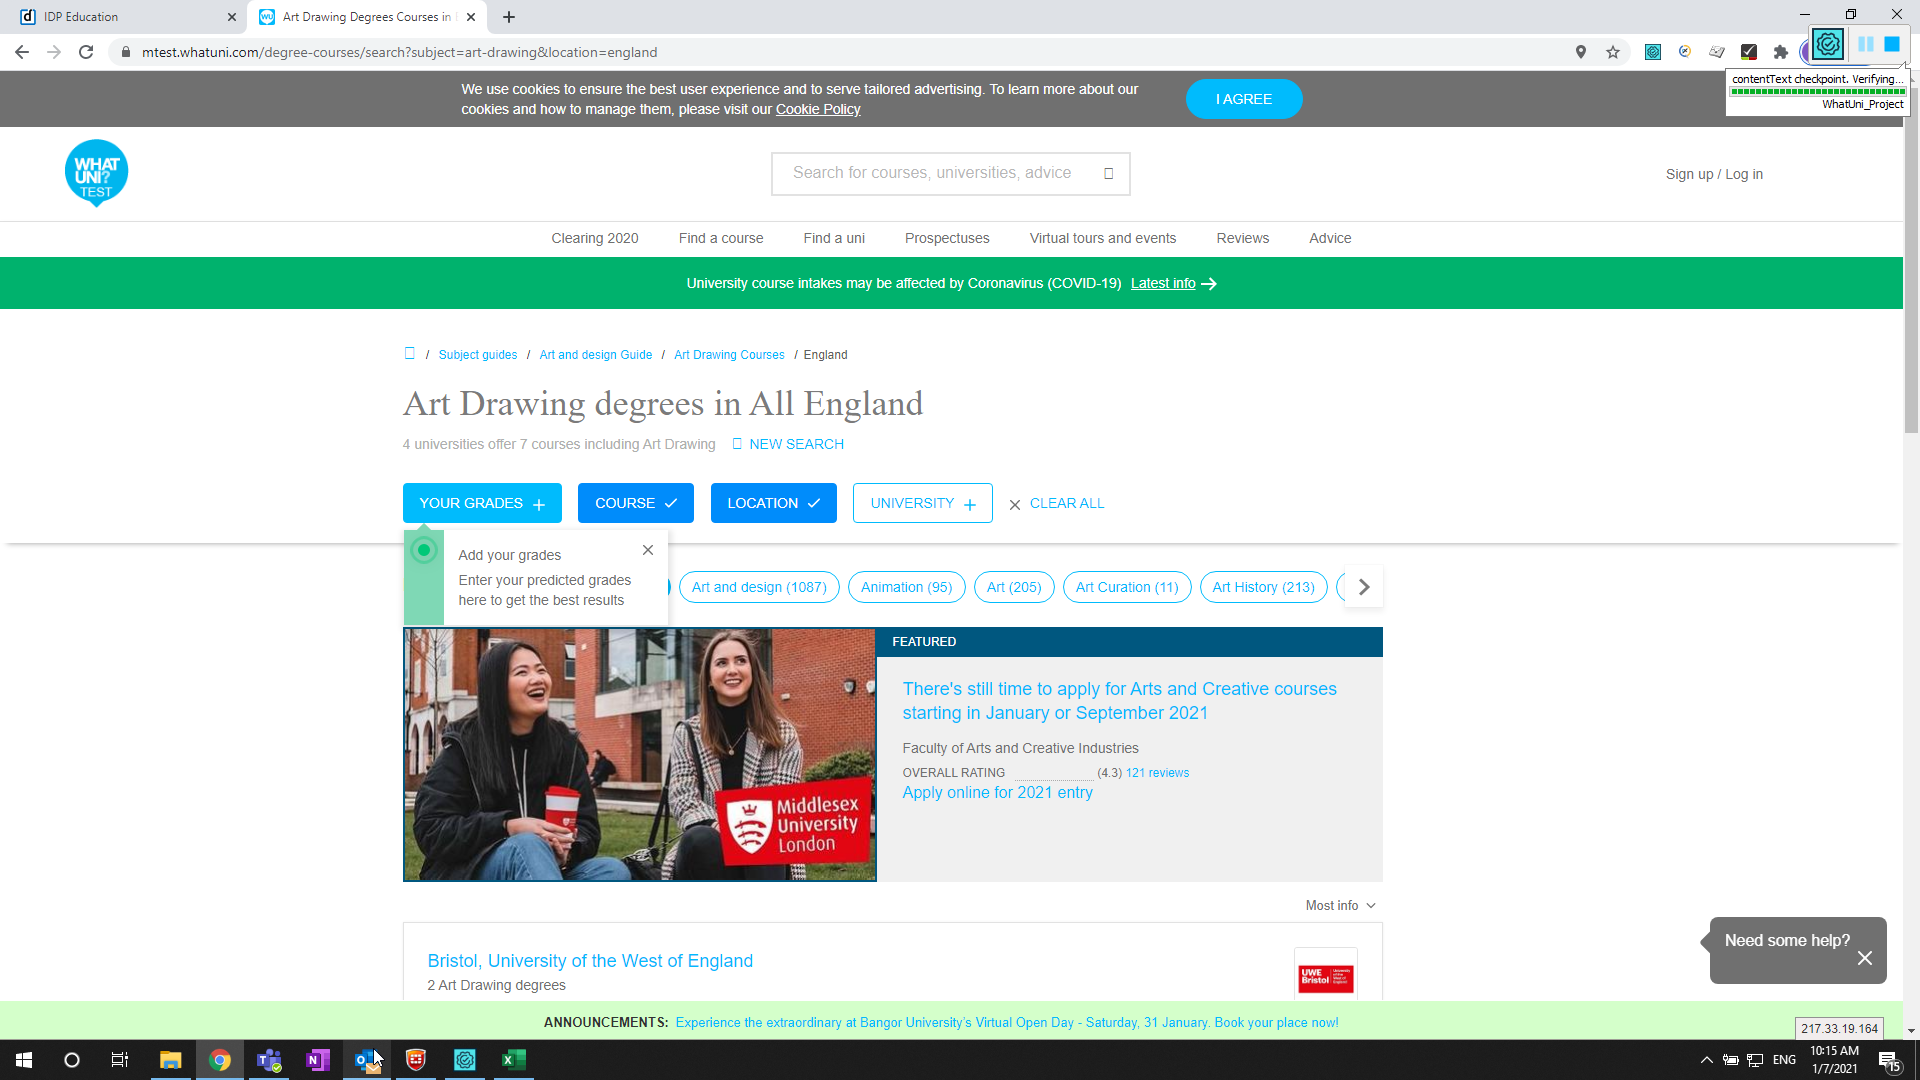 IDP Education
Art Drawing Degrees Courses in
mtest.whatuni.com/degree-courses/search?subject=art-drawing&location=england
contentText checkpoint. Verifying...
WhatUni_Project
We use cookies to ensure the best user experience and to serve tailored advertising. To learn more about our
cookies and how to manage them, please visit our Cookie Policy
I AGREE
WHAT
UNI?
TEST
Search for courses, universities, advice
Sign up / Log in
Clearing 2020
Find a course
Find a uni
Prospectuses
Virtual tours and events
Reviews
Advice
University course intakes may be affected by Coronavirus (COVID-19) Latest info
/ Subject guides / Art and design Guide / Art Drawing Courses / England
Art Drawing degrees in All England
4 universities offer 7 courses including Art Drawing
NEW SEARCH
YOUR GRADES
COURSE
LOCATION
UNIVERSITY
CLEAR ALL
Add your grades
Enter your predicted grades
here to get the best results
Art and design (1087)
Animation (95)
Art (205)
Art Curation (11)
Art History (213)
Middlesex
University
London
FEATURED
There's still time to apply for Arts and Creative courses
starting in January or September 2021
Faculty of Arts and Creative Industries
OVERALL RATING (4.3) 121 reviews
Apply online for 2021 entry
Most info
Bristol, University of the West of England
2 Art Drawing degrees
UWE
Bristol
Need some help?
ANNOUNCEMENTS: Experience the extraordinary at Bangor University's Virtual Open Day - Saturday, 31 January. Book your place now!
217.33.19.164
ENG
10:15 AM
1/7/2021
15